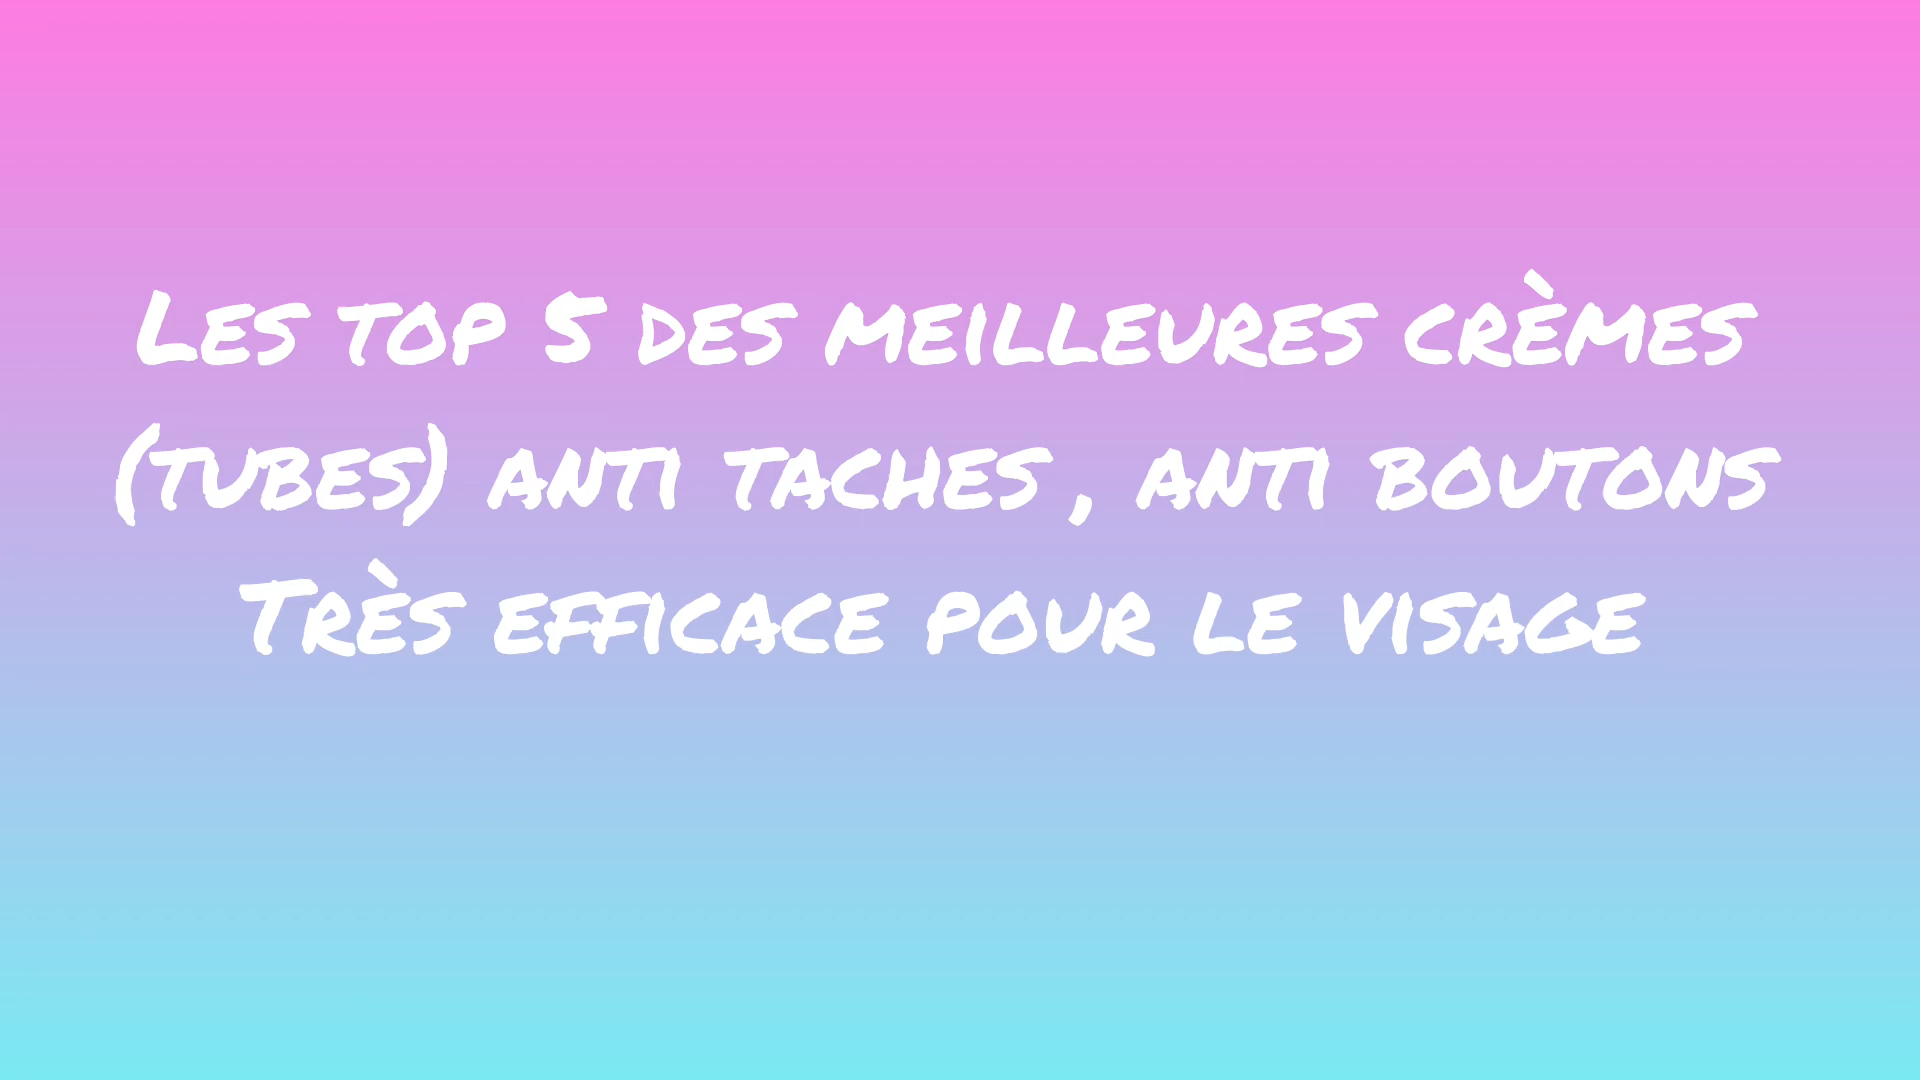 Les top 5 des meilleures crèmes
(tubes) anti taches , anti boutons
Très efficace pour le visage